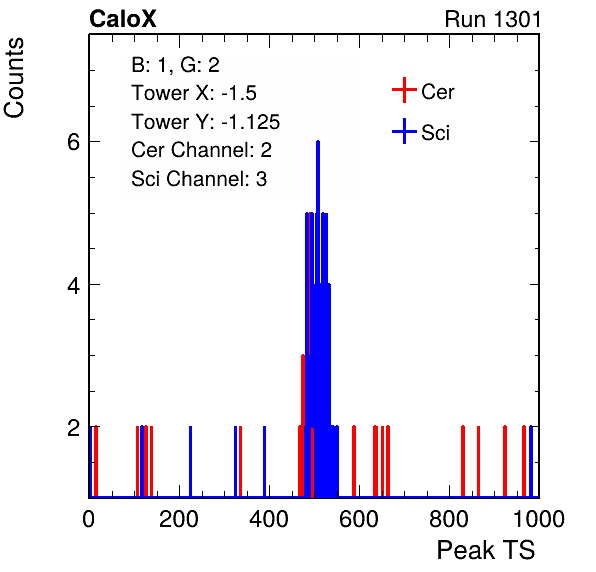 CaloX Run 1301
Counts
B: 1, G: 2
Tower X: -1.5
Tower Y: -1.125
Cer Channel: 2
Sci Channel: 3
Cer
Sci
6
4
2
0 200 400 600 800 1000
Peak TS